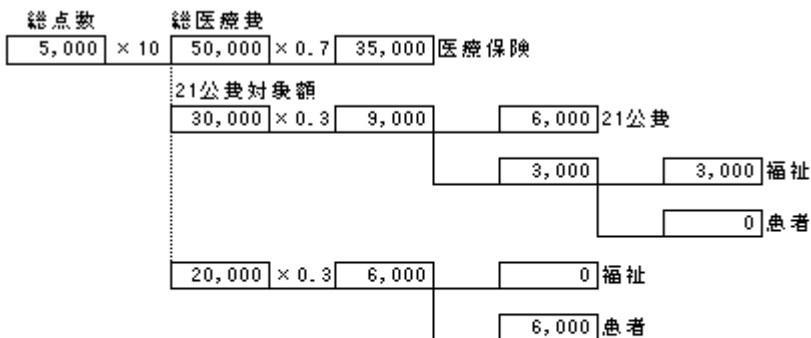 総点数 総医療費
5,000 × 10 50,000 × 0.7 35,000 医療保険
21公費対象額
30,000 × 0.3 9,000 6,000 21公費
3,000 3,000 福祉
0 患者
20,000 × 0.3 6,000 0 福祉
6,000 患者